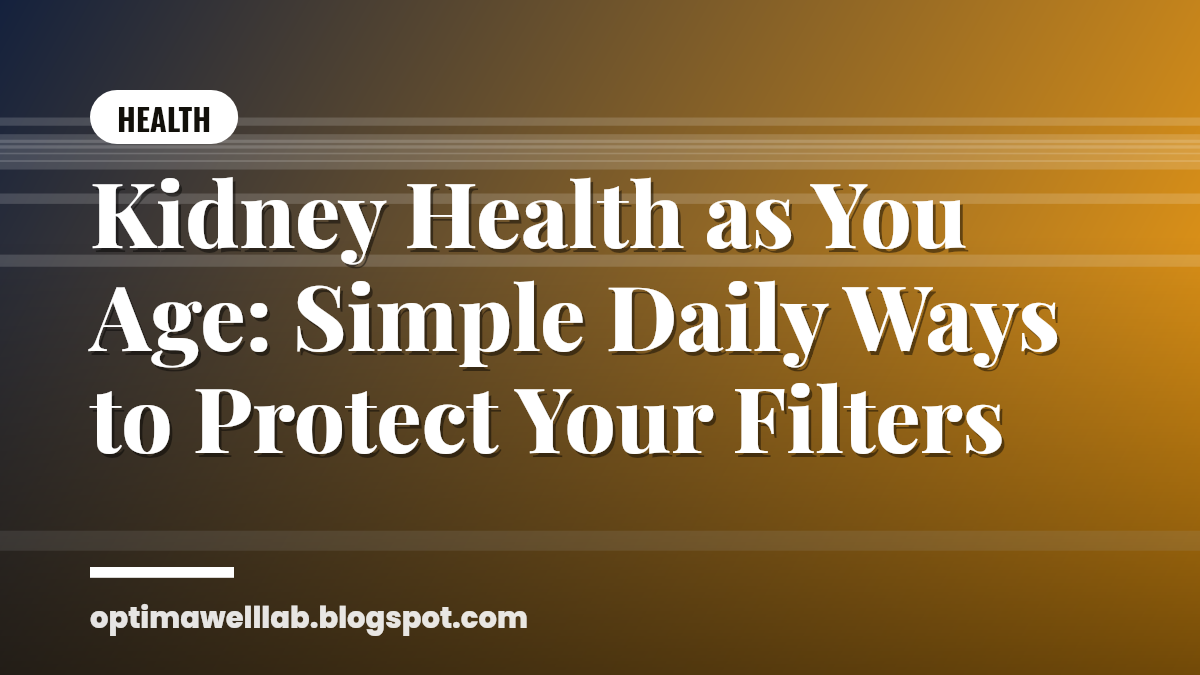 HEALTH
Kidney Health as You
Age: Simple Daily Ways
to Protect Your Filters
optimawelllab.blogspot.com